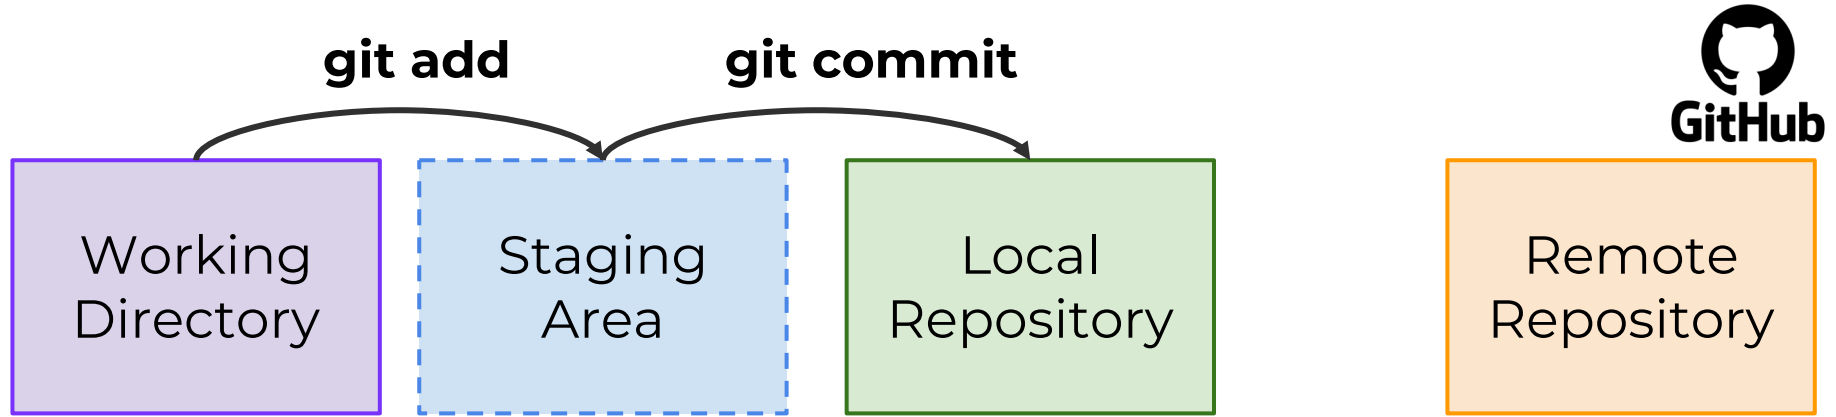 git add
git commit
GitHub
Working
Directory
Staging
Area
Local
Repository
Remote
Repository